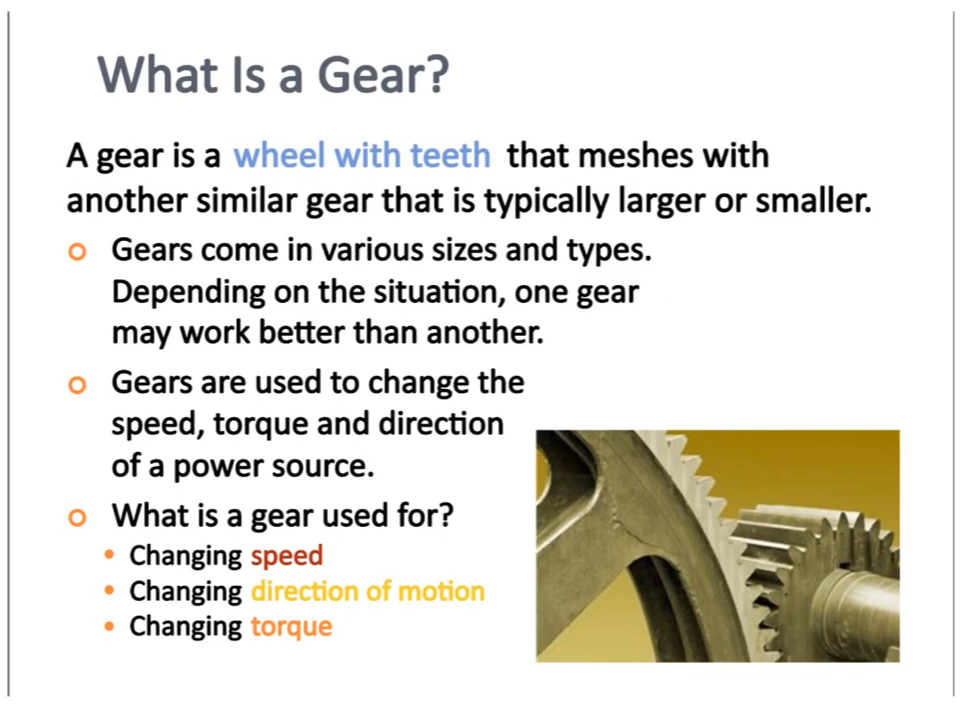 What Is a Gear?
A gear is a wheel with teeth that meshes with
another similar gear that is typically larger or smaller.
Gears come in various sizes and types.
Depending on the situation, one gear
may work better than another.
Gears are used to change the
speed, torque and direction
of a power source.
What is a gear used for?
Changing speed
Changing direction of motion
Changing torque